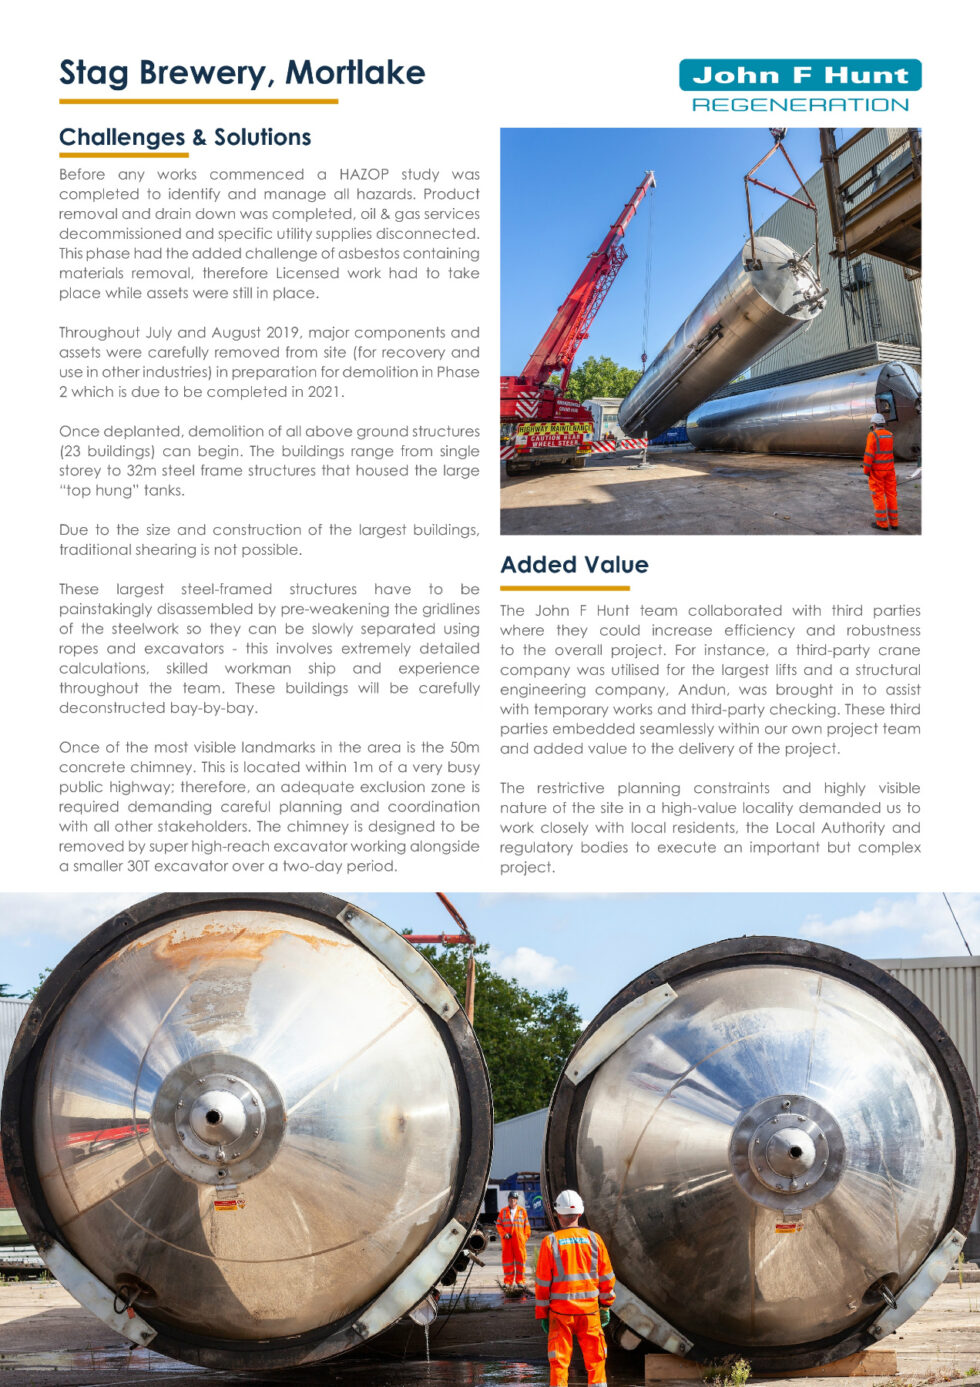 Stag Brewery, Mortlake
John F Hunt
REGENERATION
Challenges & Solutions
Before any works commenced a HAZOP study was
completed to identify and manage all hazards. Product
removal and drain down was completed, oil & gas services
decommissioned and specific utility supplies disconnected.
This phase had the added challenge of asbestos containing
materials removal, therefore Licensed work had to take
place while assets were still in place.
Throughout July and August 2019, major components and
assets were carefully removed from site (for recovery and
use in other industries) in preparation for demolition in Phase
2 which is due to be completed in 2021.
Once deplanted, demolition of all above ground structures
(23 buildings) can begin. The buildings range from single
storey to 32m steel frame structures that housed the large
“top hung” tanks.
Due to the size and construction of the largest buildings,
traditional shearing is not possible.
These largest steel-framed structures have to be
painstakingly disassembled by pre-weakening the gridlines
of the steelwork so they can be slowly separated using
ropes and excavators - this involves extremely detailed
calculations, skilled workman ship and experience
throughout the team. These buildings will be carefully
deconstructed bay-by-bay.
Once of the most visible landmarks in the area is the 50m
concrete chimney. This is located within 1m of a very busy
public highway; therefore, an adequate exclusion zone is
required demanding careful planning and coordination
with all other stakeholders. The chimney is designed to be
removed by super high-reach excavator working alongside
a smaller 30T excavator over a two-day period.
HIGHWAY MAINTENANCE
CAUTION REAR
WHEEL STEER
Added Value
The John F Hunt team collaborated with third parties
where they could increase efficiency and robustness
to the overall project. For instance, a third-party crane
company was utilised for the largest lifts and a structural
engineering company, Andun, was brought in to assist
with temporary works and third-party checking. These third
parties embedded seamlessly within our own project team
and added value to the delivery of the project.
The restrictive planning constraints and highly visible
nature of the site in a high-value locality demanded us to
work closely with local residents, the Local Authority and
regulatory bodies to execute an important but complex
project.